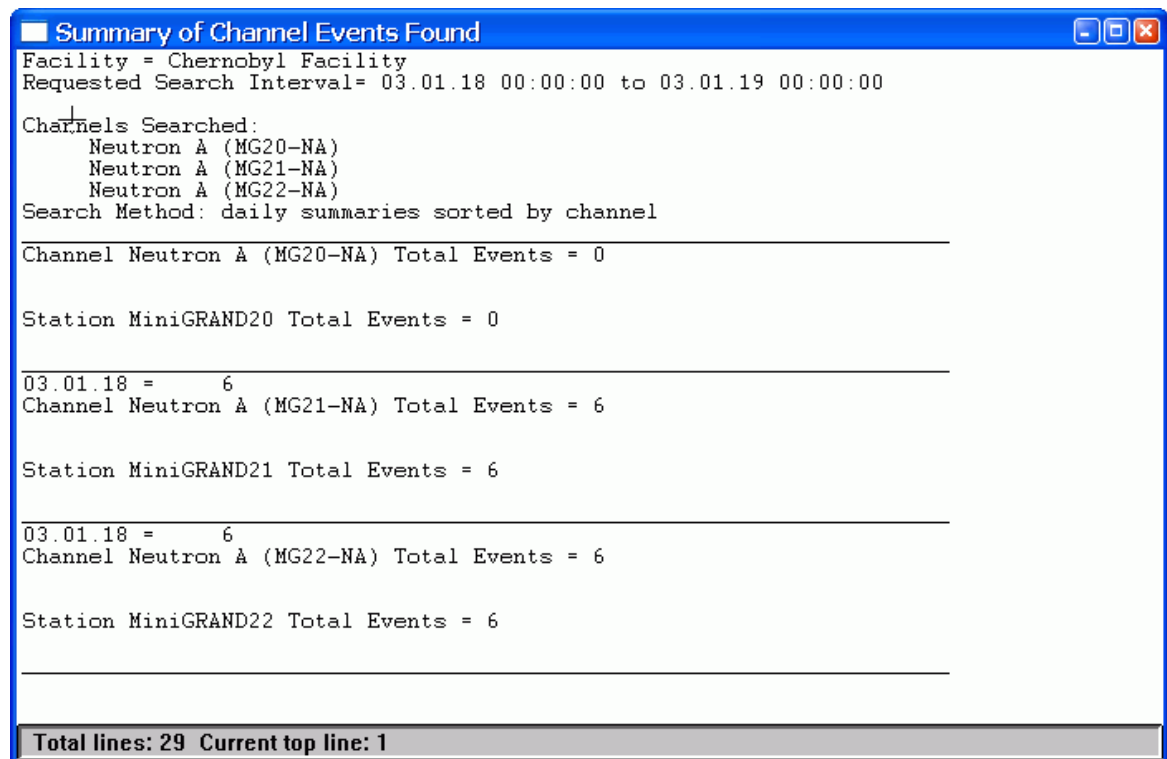 Summary of Channel Events Found
Facility = Chernobyl Facility
Requested Search Interval= 03.01.18 00:00:00 to 03.01.19 00:00:00
Channels Searched:
Neutron A (MG20-NA)
Neutron A (MG21-NA)
Neutron A (MG22-NA)
Search Method: daily summaries sorted by channel
Channel Neutron A (MG20-NA) Total Events = 0
Station MiniGRAND20 Total Events = 0
03.01.18 =     6
Channel Neutron A (MG21-NA) Total Events = 6
Station MiniGRAND21 Total Events = 6
03.01.18 =     6
Channel Neutron A (MG22-NA) Total Events = 6
Station MiniGRAND22 Total Events = 6
Total lines: 29  Current top line: 1